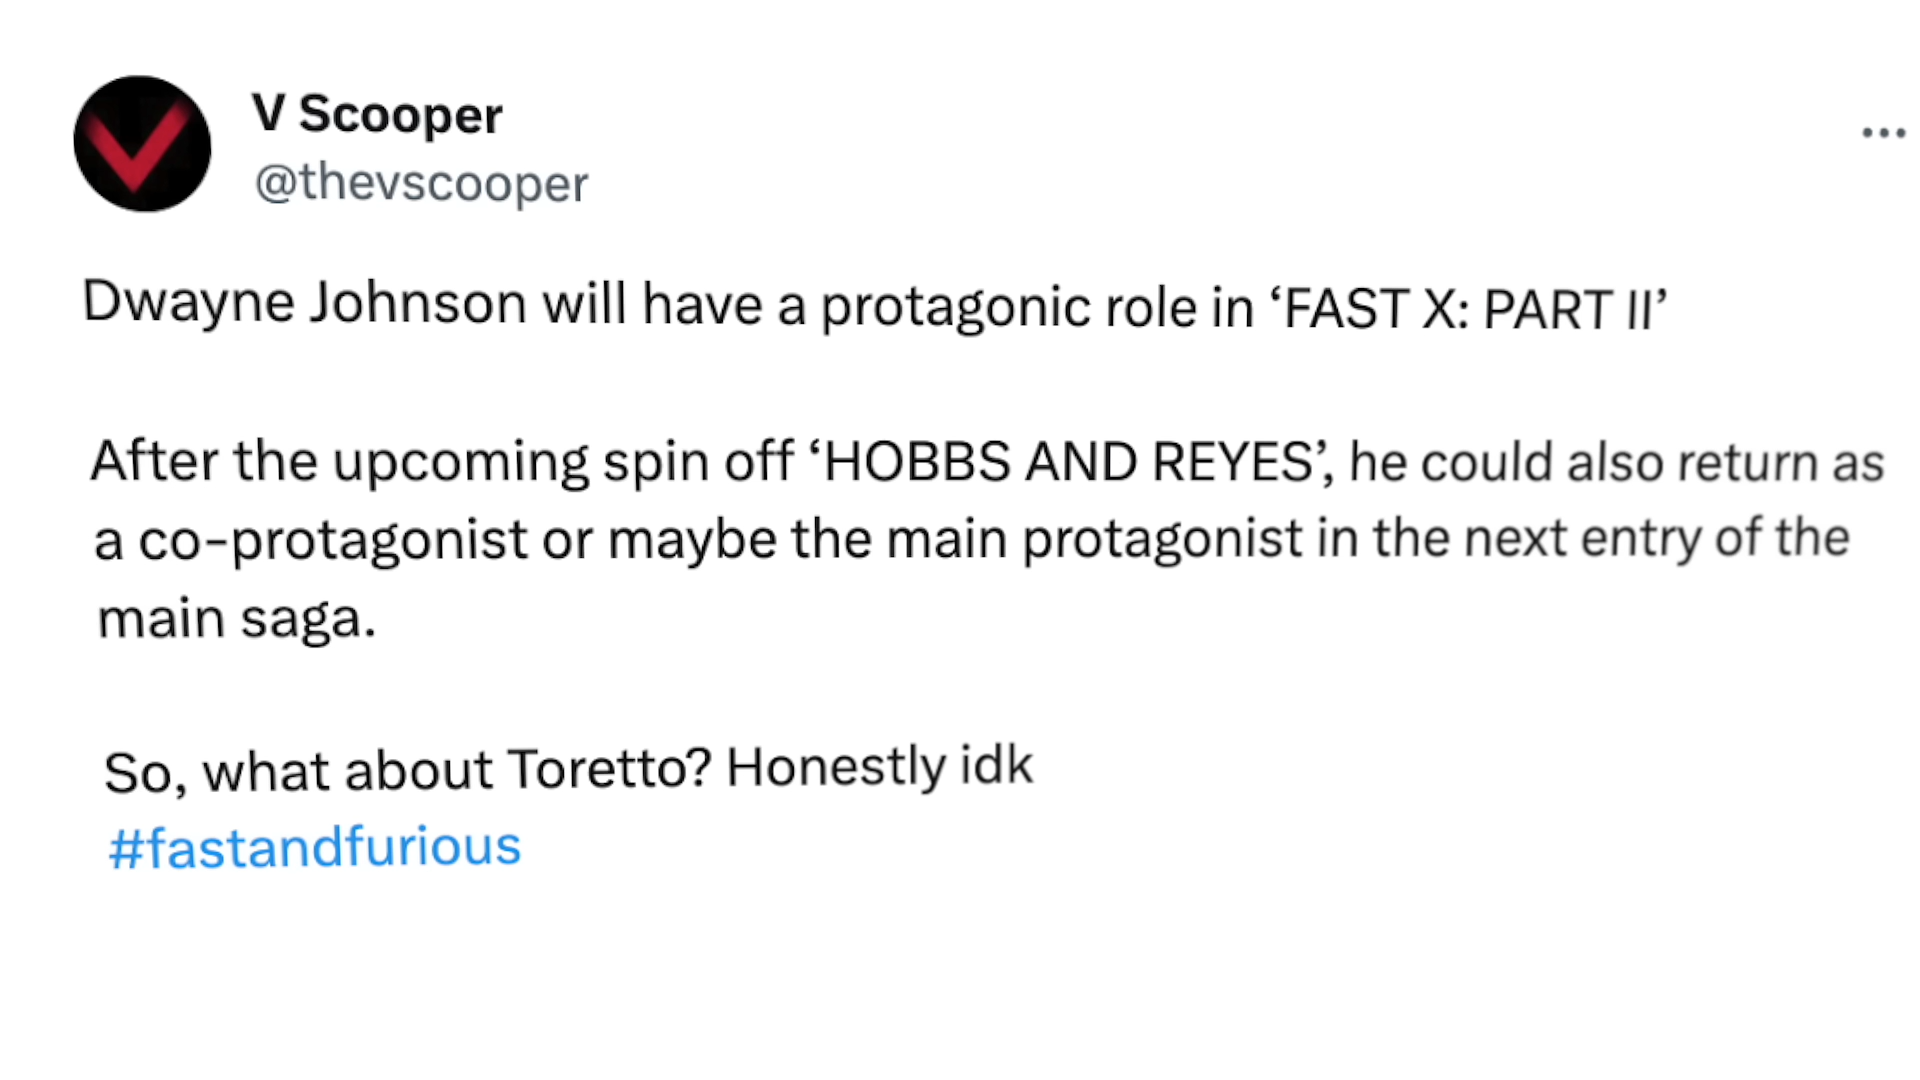 V Scooper
@thevscooper
Dwayne Johnson will have a protagonic role in ‘FAST X: PART II’
After the upcoming spin off ‘HOBBS AND REYES’, he could also return as
a co-protagonist or maybe the main protagonist in the next entry of the
main saga.
So, what about Toretto? Honestly idk
#fastandfurious